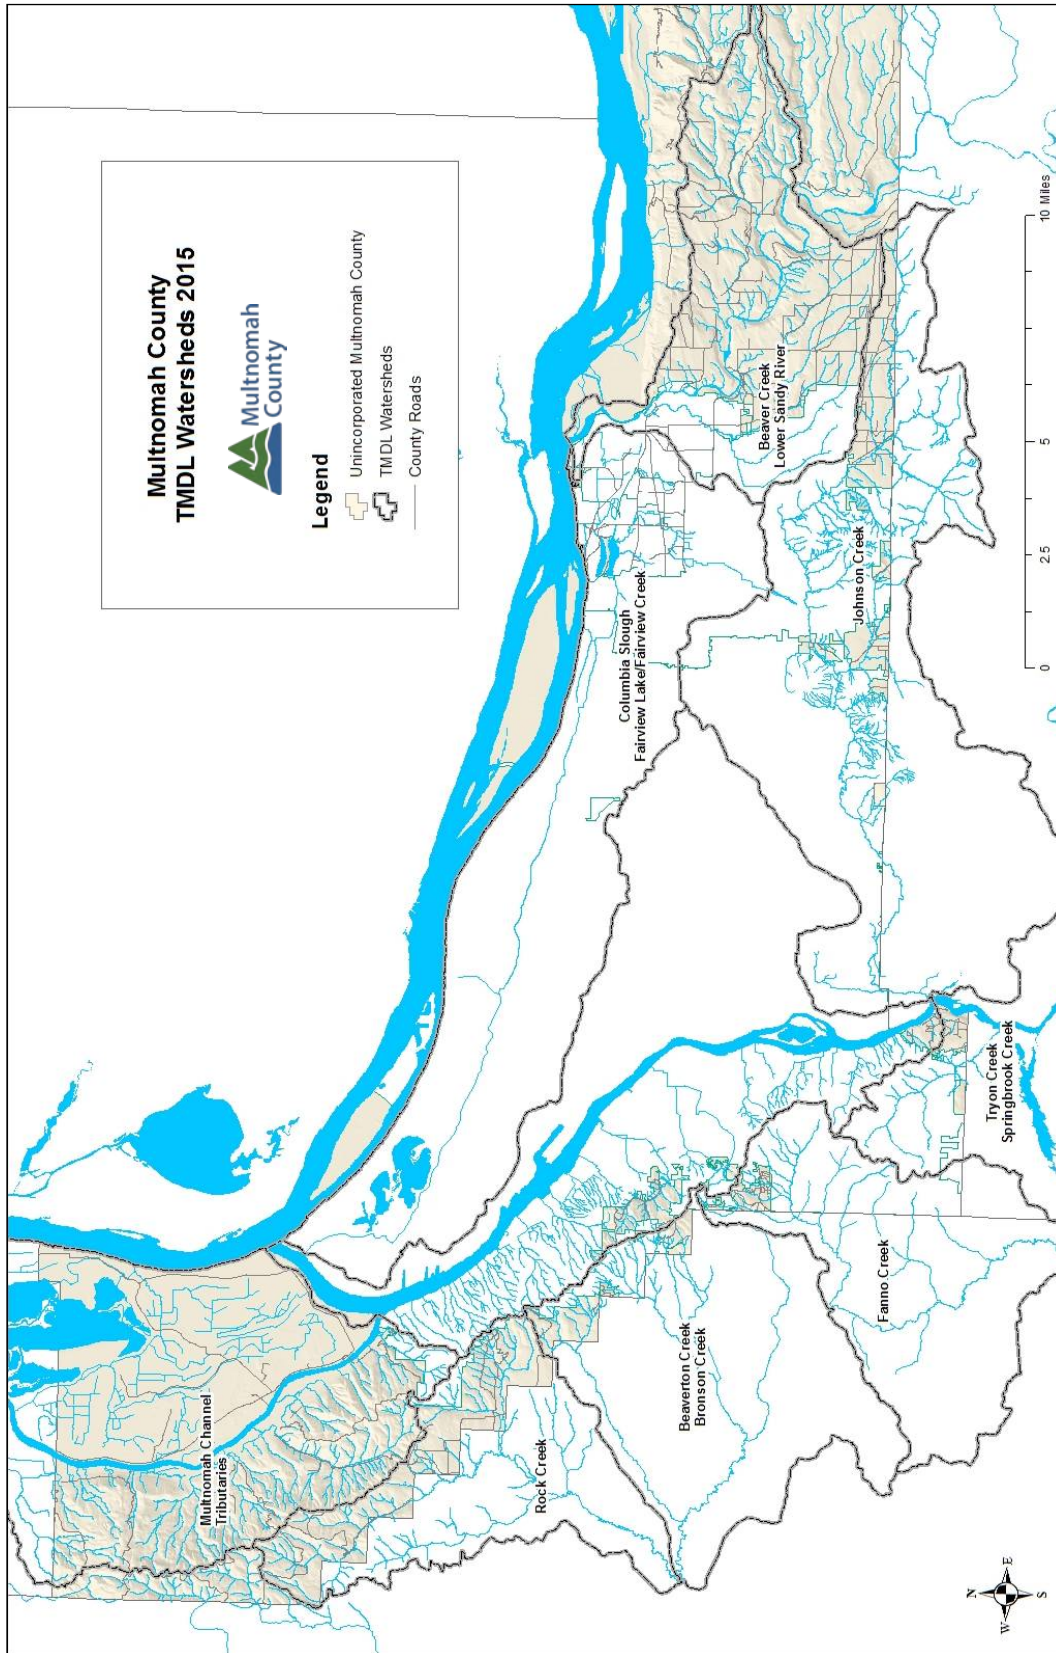 Multnomah County
TMDL Watersheds 2015
Multnomah
County
Legend
Unincorporated Multnomah County
TMDL Watersheds
County Roads
Multnomah Channel
Tributaries
Rock Creek
Beaverton Creek
Bronson Creek
Fanno Creek
Tryon Creek
Springbrook Creek
Columbia Slough
Fairview Lake/Fairview Creek
Johnson Creek
Beaver Creek
Lower Sandy River
0 2.5 5 10 Miles
N
W E
S